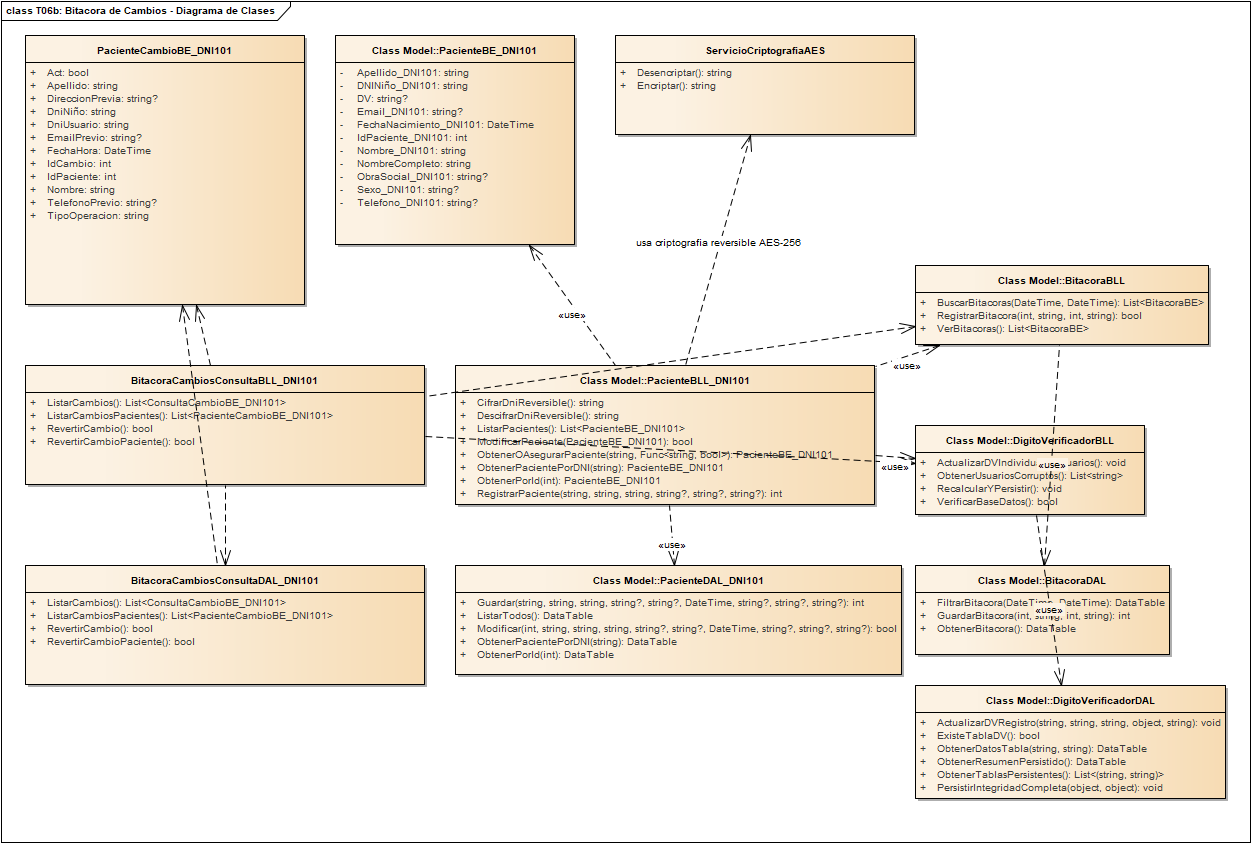 class T06b: Bitacora de Cambios - Diagrama de Clases
PacienteCambioBE_DNI101
+ Act: bool
+ Apellido: string
+ DireccionPrevia: string?
+ DniNiño: string
+ DniUsuario: string
+ EmailPrevio: string?
+ FechaHora: DateTime
+ IdCambio: int
+ IdPaciente: int
+ Nombre: string
+ TelefonoPrevio: string?
+ TipoOperacion: string
Class Model::PacienteBE_DNI101
- Apellido_DNI101: string
- DNINiño_DNI101: string
- DV: string?
- Email_DNI101: string?
- FechaNacimiento_DNI101: DateTime
- IdPaciente_DNI101: int
- Nombre_DNI101: string
- NombreCompleto: string
- ObraSocial_DNI101: string?
- Sexo_DNI101: string?
- Telefono_DNI101: string?
ServicioCriptografiaAES
+ Desencriptar(): string
+ Encriptar(): string
usa criptografia reversible AES-256
«use»
Class Model::BitacoraBLL
+ BuscarBitacoras(DateTime, DateTime): List<BitacoraBE>
+ RegistrarBitacora(int, string, int, string): bool
+ VerBitacoras(): List<BitacoraBE>
«use»
BitacoraCambiosConsultaBLL_DNI101
+ ListarCambios(): List<ConsultaCambioBE_DNI101>
+ ListarCambiosPacientes(): List<PacienteCambioBE_DNI101>
+ RevertirCambio(): bool
+ RevertirCambioPaciente(): bool
Class Model::PacienteBLL_DNI101
+ CifrarDniReversible(): string
+ DescifrarDniReversible(): string
+ ListarPacientes(): List<PacienteBE_DNI101>
+ ModificarPaciente(PacienteBE_DNI101): bool
+ ObtenerOAsegurarPaciente(string, Func<string, bool>): PacienteBE_DNI101
+ ObtenerPacientePorDNI(string): PacienteBE_DNI101
+ ObtenerPorId(int): PacienteBE_DNI101
+ RegistrarPaciente(string, string, string, string?, string?, string?): int
«use»
Class Model::DigitoVerificadorBLL
+ ActualizarDVIndividu uarios(): void
«use»
+ ObtenerUsuariosCorruptos(): List<string>
+ RecalcularYPersistir(): void
+ VerificarBaseDatos(): bool
«use»
BitacoraCambiosConsultaDAL_DNI101
+ ListarCambios(): List<ConsultaCambioBE_DNI101>
+ ListarCambiosPacientes(): List<PacienteCambioBE_DNI101>
+ RevertirCambio(): bool
+ RevertirCambioPaciente(): bool
Class Model::PacienteDAL_DNI101
+ Guardar(string, string, string, string?, string?, DateTime, string?, string?, string?): int
+ ListarTodos(): DataTable
+ Modificar(int, string, string, string, string?, string?, DateTime, string?, string?, string?): bool
+ ObtenerPacientePorDNI(string): DataTable
+ ObtenerPorId(int): DataTable
Class Model::BitacoraDAL
+ FiltrarBitacora(DateTime, DateTime): DataTable
«use»
+ GuardarBitacora(int, string, int, string): int
+ ObtenerBitacora(): DataTable
Class Model::DigitoVerificadorDAL
+ ActualizarDVRegistro(string, string, string, object, string): void
+ ExisteTablaDV(): bool
+ ObtenerDatosTabla(string, string): DataTable
+ ObtenerResumenPersistido(): DataTable
+ ObtenerTablasPersistentes(): List<(string, string)>
+ PersistirIntegridadCompleta(object, object): void